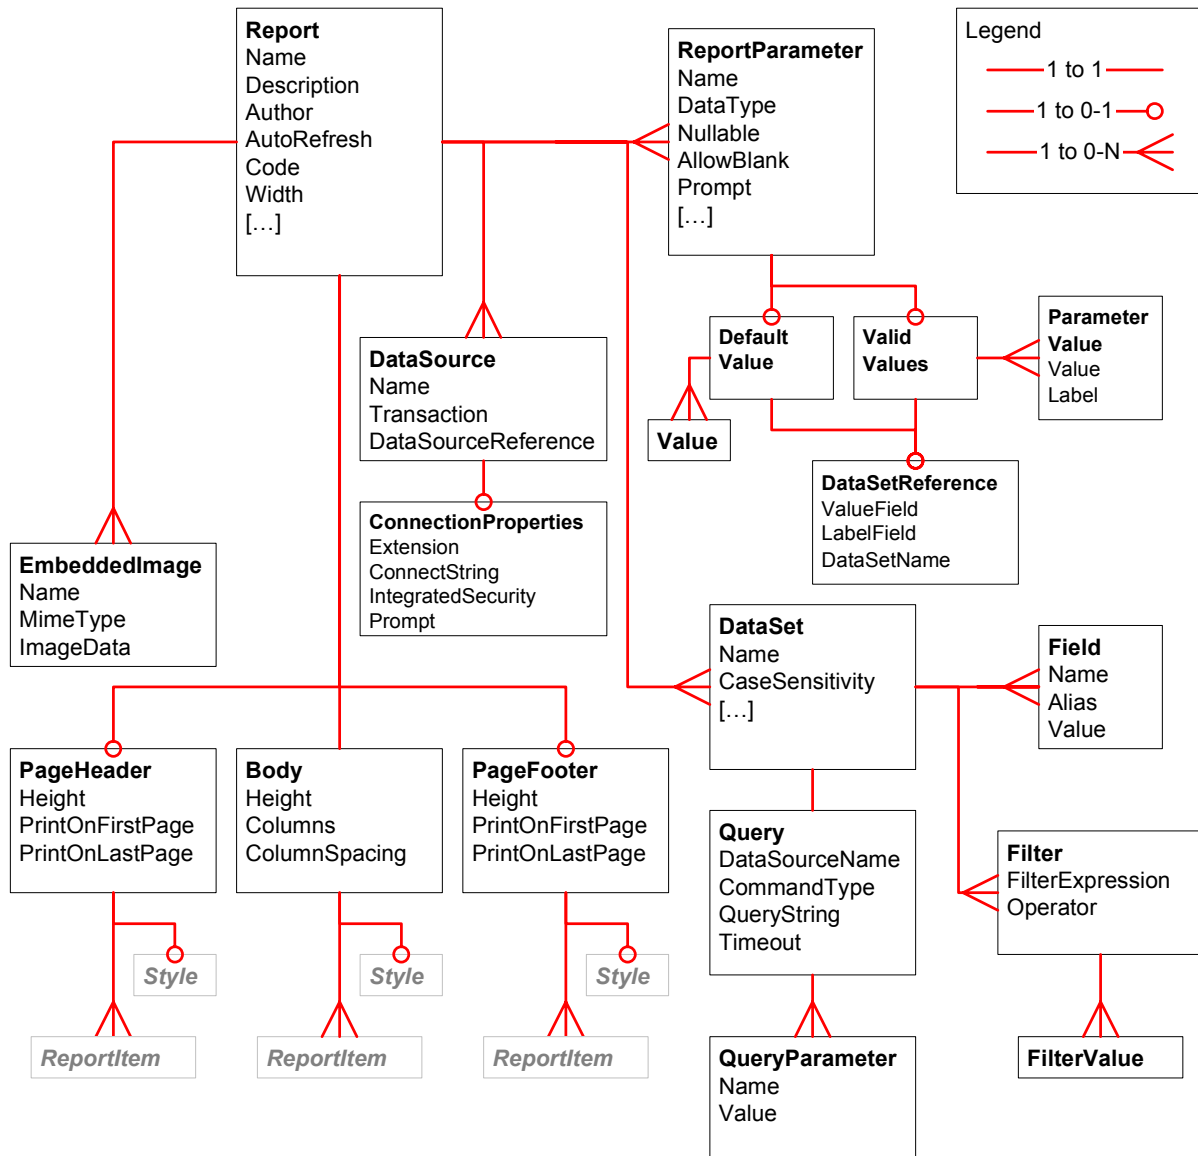 Report
Name
Description
Author
AutoRefresh
Code
Width
[...]
ReportParameter
Name
DataType
Nullable
AllowBlank
Prompt
[...]
Legend
1 to 1
1 to 0-1
1 to 0-N
DataSource
Name
Transaction
DataSourceReference
Default
Value
Valid
Values
Parameter
Value
Value
Label
Value
DataSetReference
ValueField
LabelField
DataSetName
ConnectionProperties
Extension
ConnectString
IntegratedSecurity
Prompt
EmbeddedImage
Name
MimeType
ImageData
DataSet
Name
CaseSensitivity
[...]
Field
Name
Alias
Value
PageHeader
Height
PrintOnFirstPage
PrintOnLastPage
Body
Height
Columns
ColumnSpacing
PageFooter
Height
PrintOnFirstPage
PrintOnLastPage
Query
DataSourceName
CommandType
QueryString
Timeout
Filter
FilterExpression
Operator
Style
Style
Style
ReportItem
ReportItem
ReportItem
QueryParameter
Name
Value
FilterValue